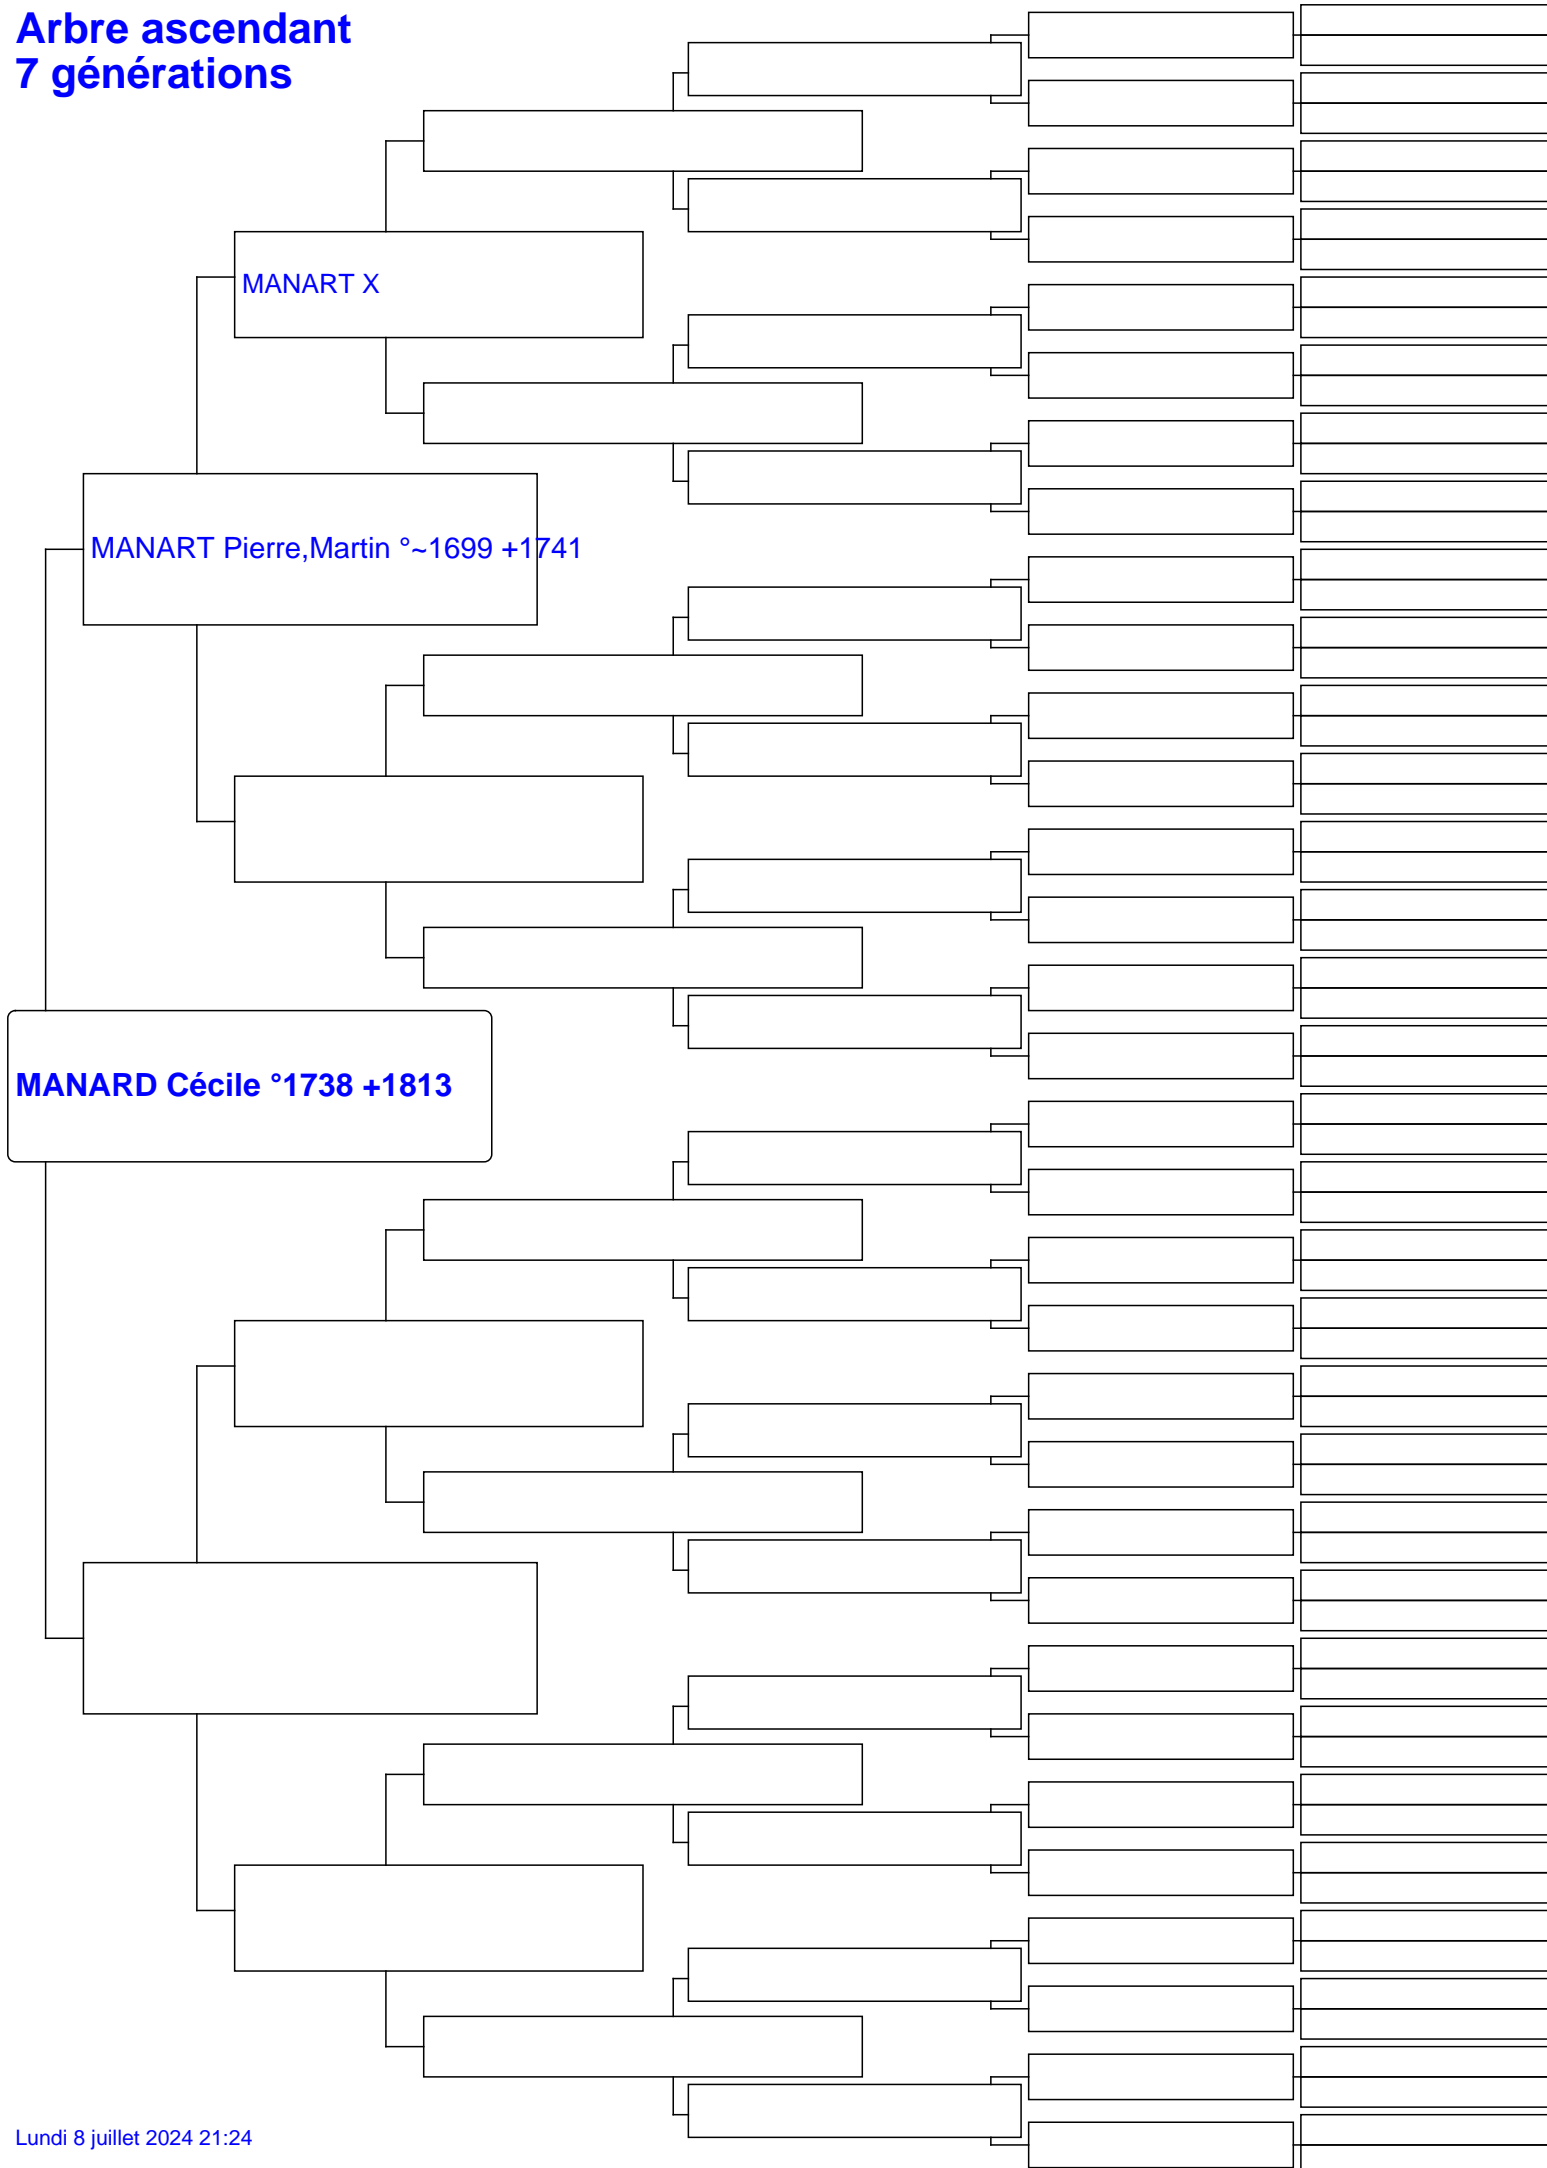 Arbre ascendant
7 générations
MANART X
MANART Pierre,Martin °~1699 +1741
MANARD Cécile °1738 +1813
Lundi 8 juillet 2024 21:24